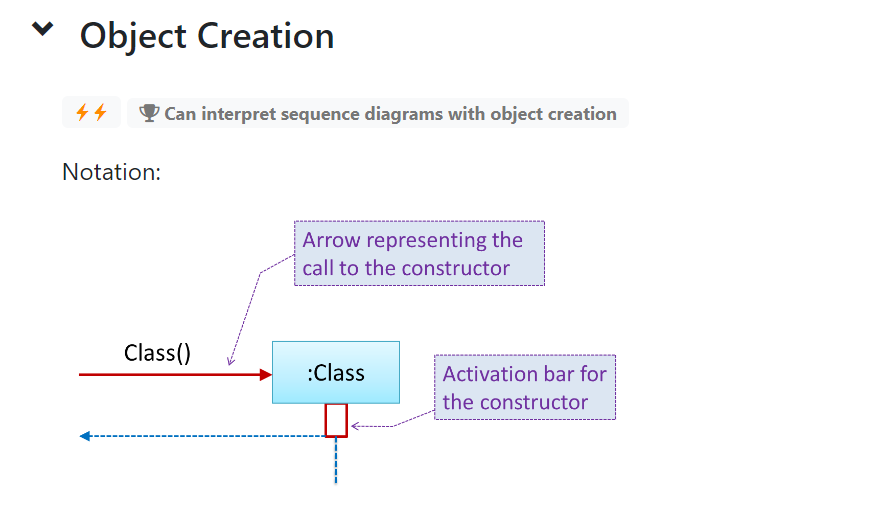 Object Creation
Can interpret sequence diagrams with object creation
Notation:
Arrow representing the
call to the constructor
Class()
:Class
Activation bar for
the constructor